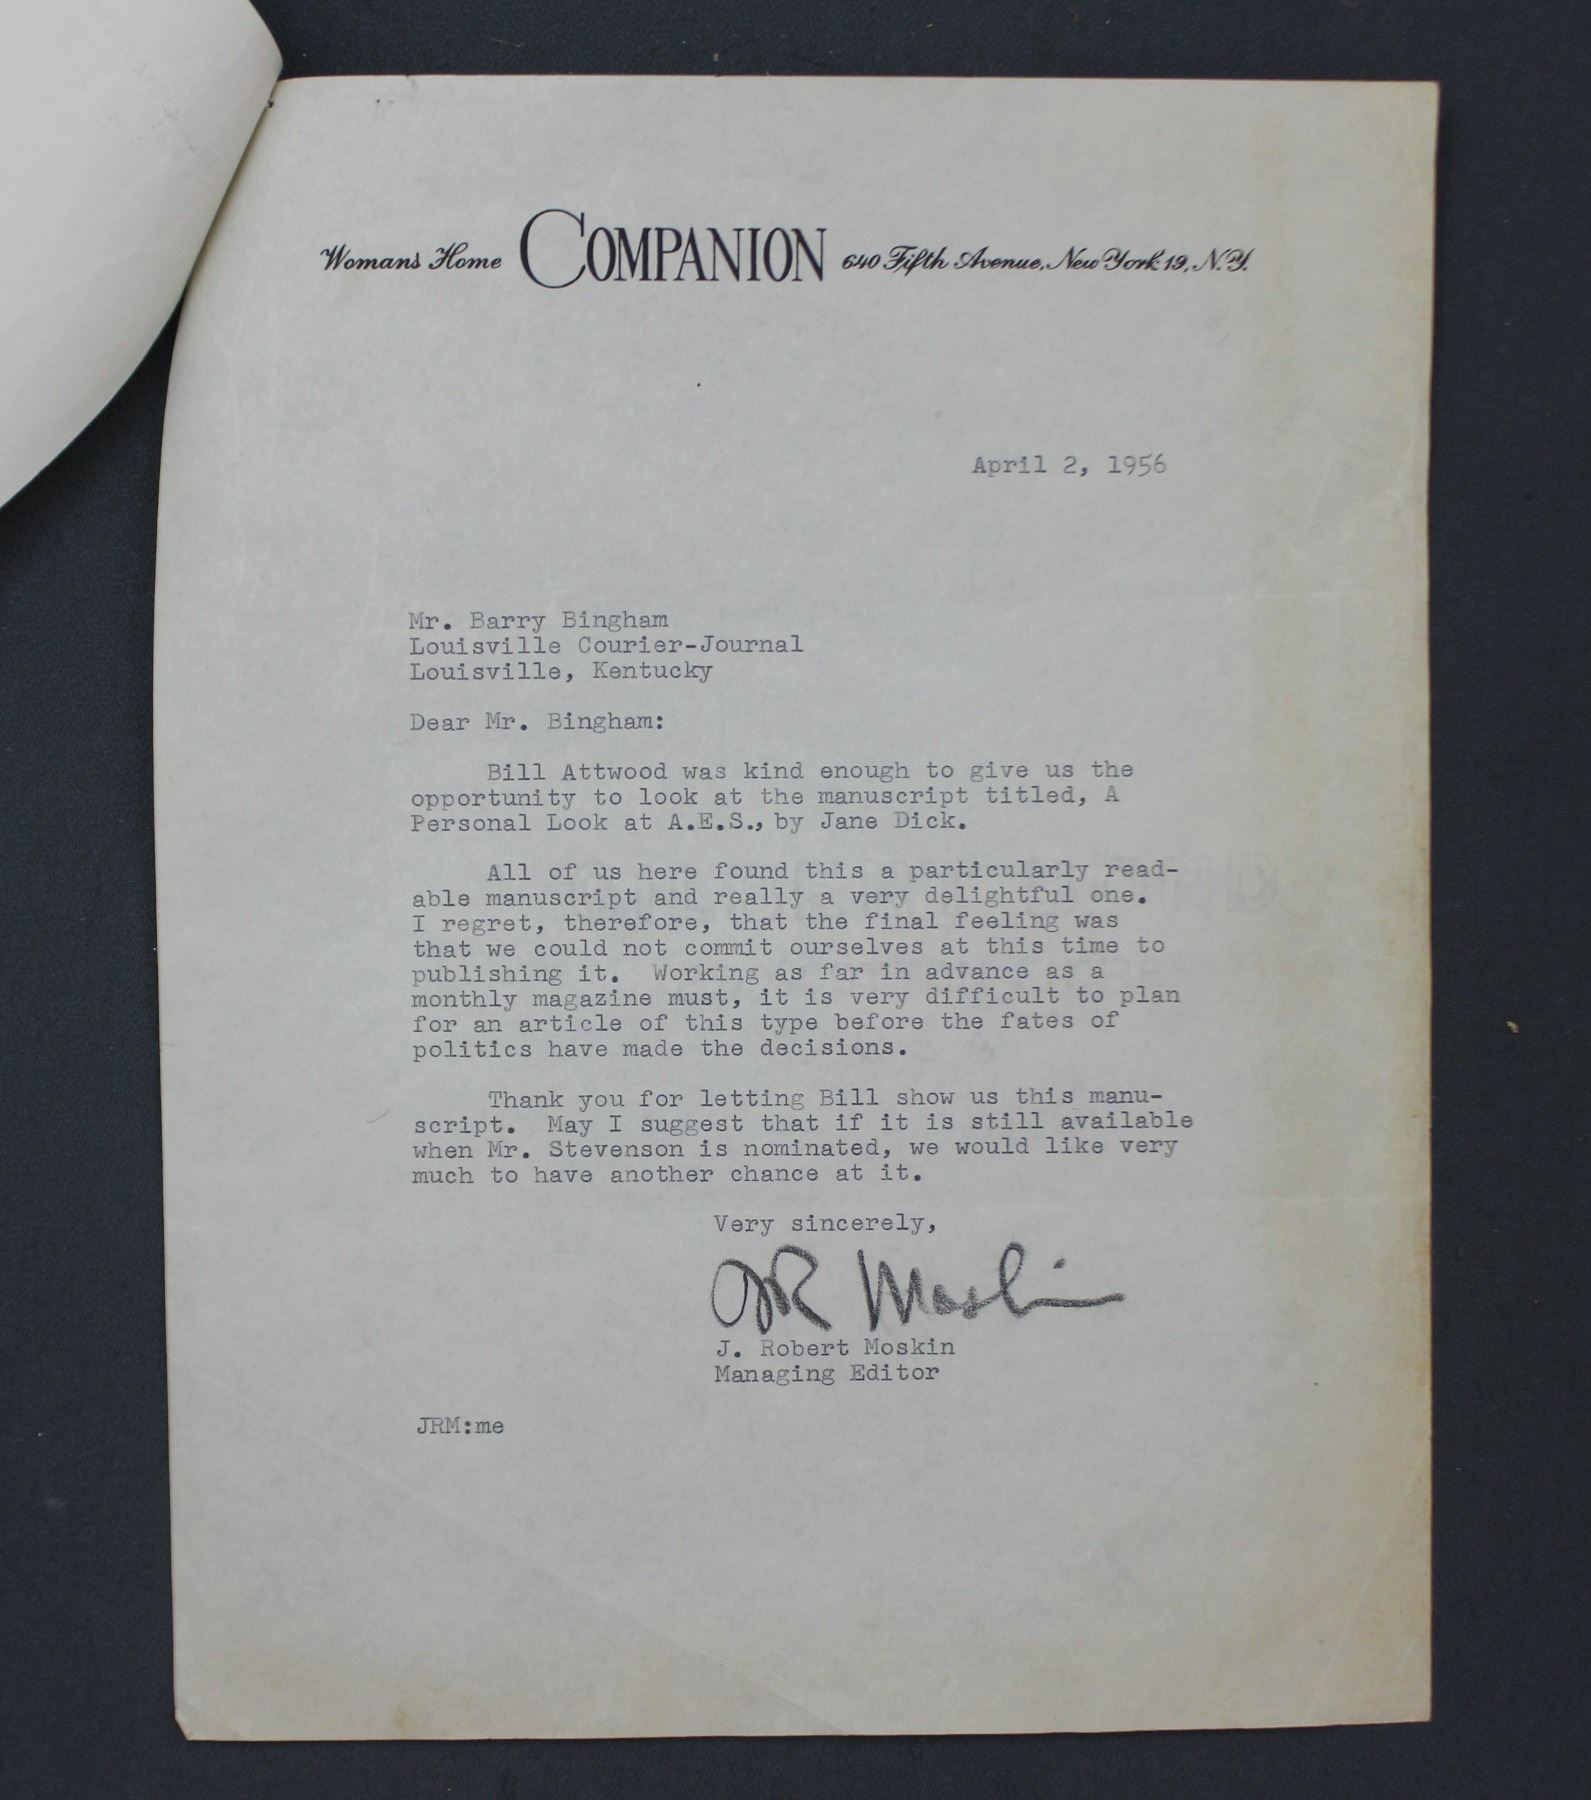 Woman's Home COMPANION 640 Fifth Avenue, New York 19, N.Y.
April 2, 1956
Mr. Barry Bingham
Louisville Courier-Journal
Louisville, Kentucky
Dear Mr. Bingham:
Bill Attwood was kind enough to give us the
opportunity to look at the manuscript titled, A
Personal Look at A.E.S., by Jane Dick.
All of us here found this a particularly read-
able manuscript and really a very delightful one.
I regret, therefore, that the final feeling was
that we could not commit ourselves at this time to
publishing it. Working as far in advance as a
monthly magazine must, it is very difficult to plan
for an article of this type before the fates of
politics have made the decisions.
Thank you for letting Bill show us this manu-
script. May I suggest that if it is still available
when Mr. Stevenson is nominated, we would like very
much to have another chance at it.
Very sincerely,
JR Moskin
J. Robert Moskin
Managing Editor
JRM:me